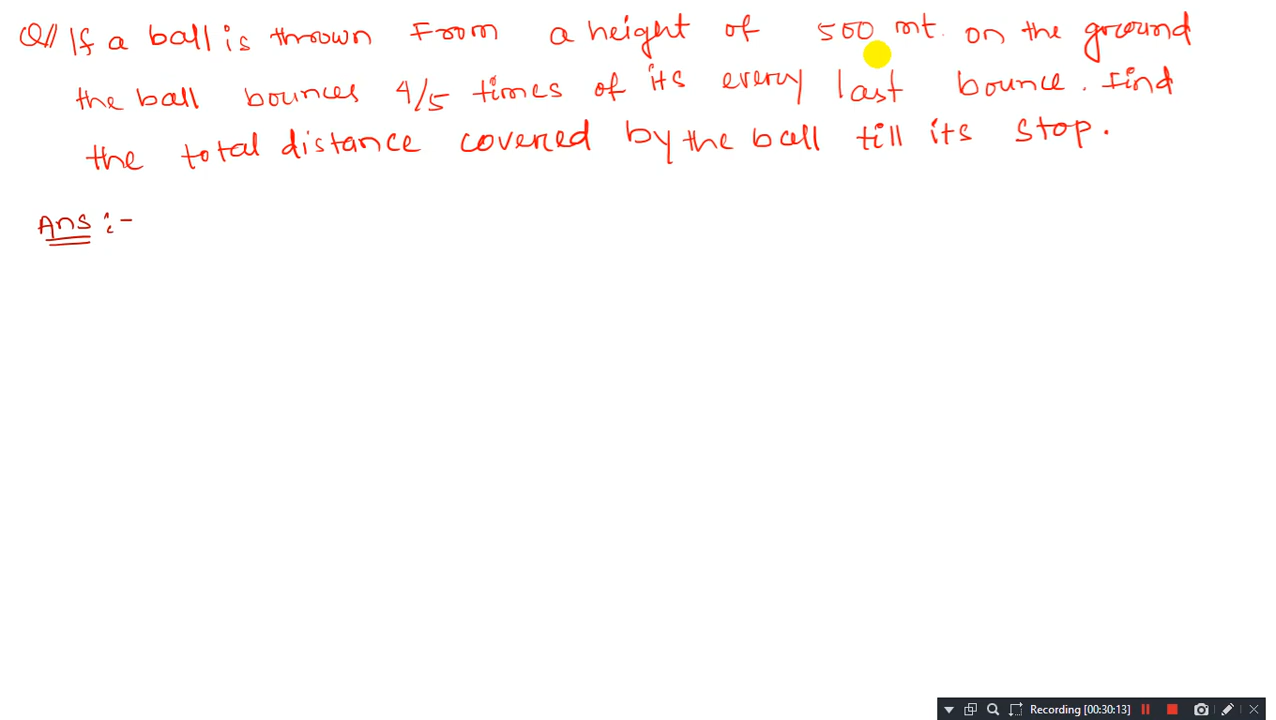 Q// If a ball is thrown From a height of 500 mt. on the ground
the ball bounces 4/5 times of its every last bounce. Find
the total distance covered by the ball till its stop.
Ans :-
Recording [00:30:13]